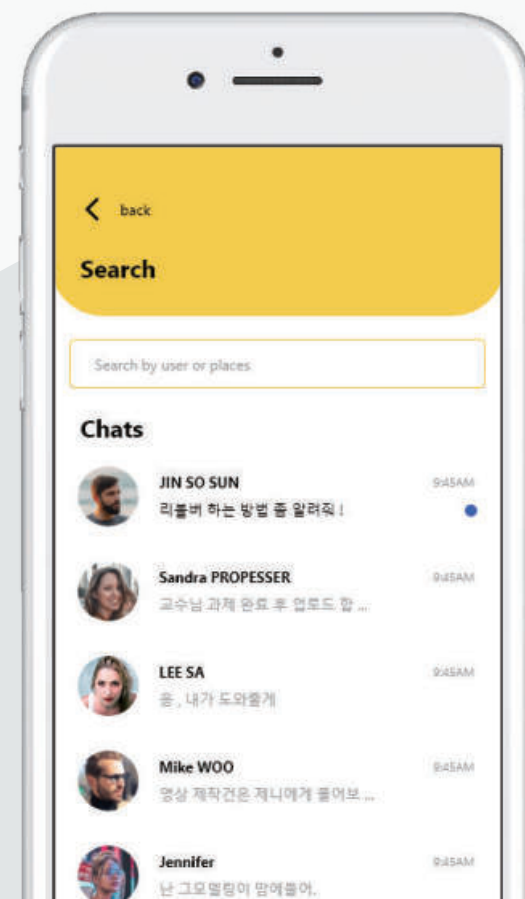 back
Search
Search by user or places
Chats
JIN SO SUN
9:45AM
리볼버 하는 방법 좀 알려줘 !
Sandra PROPESSER
9:45AM
교수님 과제 완료 후 업로드 합 ...
LEE SA
9:45AM
응 , 내가 도와줄게
Mike WOO
9:45AM
영상 제작건은 제니에게 물어보 ...
Jennifer
9:45AM
난 그모델링이 맘에들어.